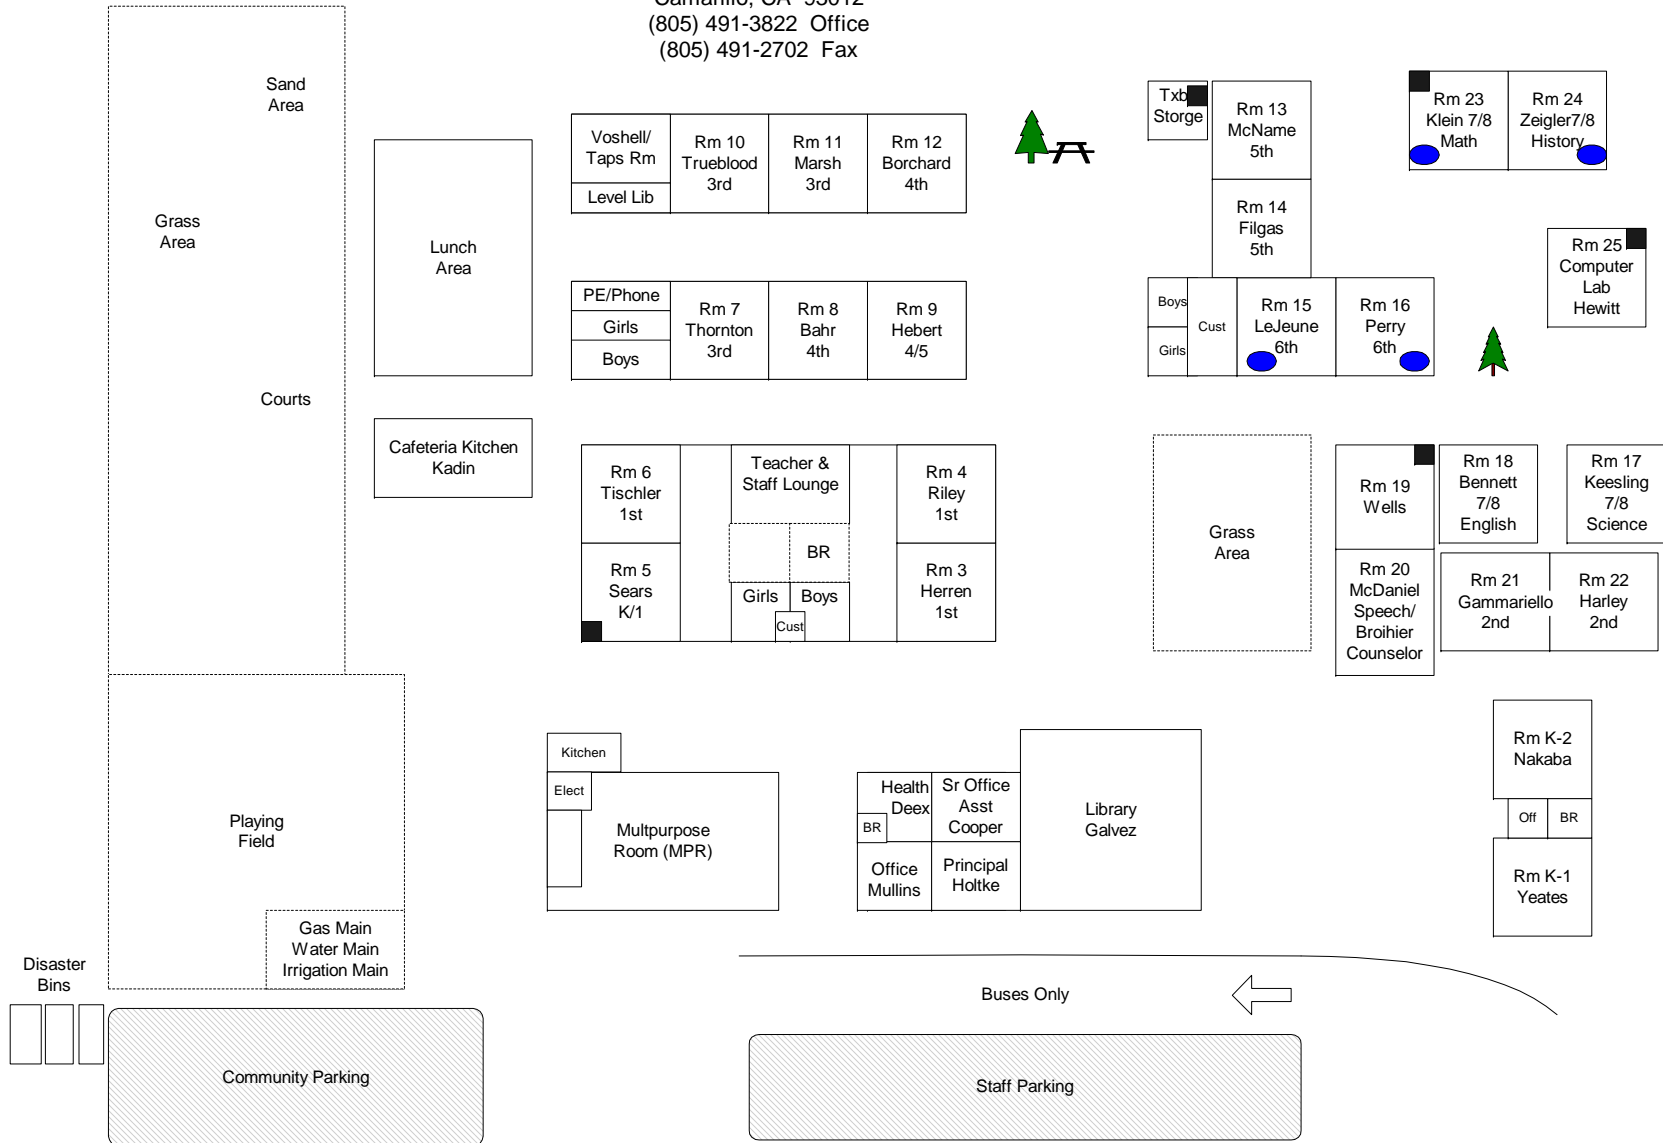 Camarillo, CA  93012
(805) 491-3822  Office
(805) 491-2702  Fax
Sand
Area
Grass
Area
Courts
Lunch
Area
Cafeteria Kitchen
Kadin
Voshell/
Taps Rm
Level Lib
Rm 10
Trueblood
3rd
Rm 11
Marsh
3rd
Rm 12
Borchard
4th
PE/Phone
Girls
Boys
Rm 7
Thornton
3rd
Rm 8
Bahr
4th
Rm 9
Hebert
4/5
Txb
Storge
Rm 13
McName
5th
Rm 14
Filgas
5th
Boys
Girls
Cust
Rm 15
LeJeune
6th
Rm 16
Perry
6th
Rm 23
Klein 7/8
Math
Rm 24
Zeigler7/8
History
Rm 25
Computer
Lab
Hewitt
Rm 6
Tischler
1st
Rm 5
Sears
K/1
Teacher &
Staff Lounge
BR
Girls
Boys
Cust
Rm 4
Riley
1st
Rm 3
Herren
1st
Grass
Area
Rm 19
Wells
Rm 20
McDaniel
Speech/
Broihier
Counselor
Rm 18
Bennett
7/8
English
Rm 17
Keesling
7/8
Science
Rm 21
Gammariello
2nd
Rm 22
Harley
2nd
Playing
Field
Gas Main
Water Main
Irrigation Main
Kitchen
Elect
Multpurpose
Room (MPR)
Health
Deex
BR
Sr Office
Asst
Cooper
Office
Mullins
Principal
Holtke
Library
Galvez
Rm K-2
Nakaba
Off
BR
Rm K-1
Yeates
Disaster
Bins
Buses Only
Community Parking
Staff Parking